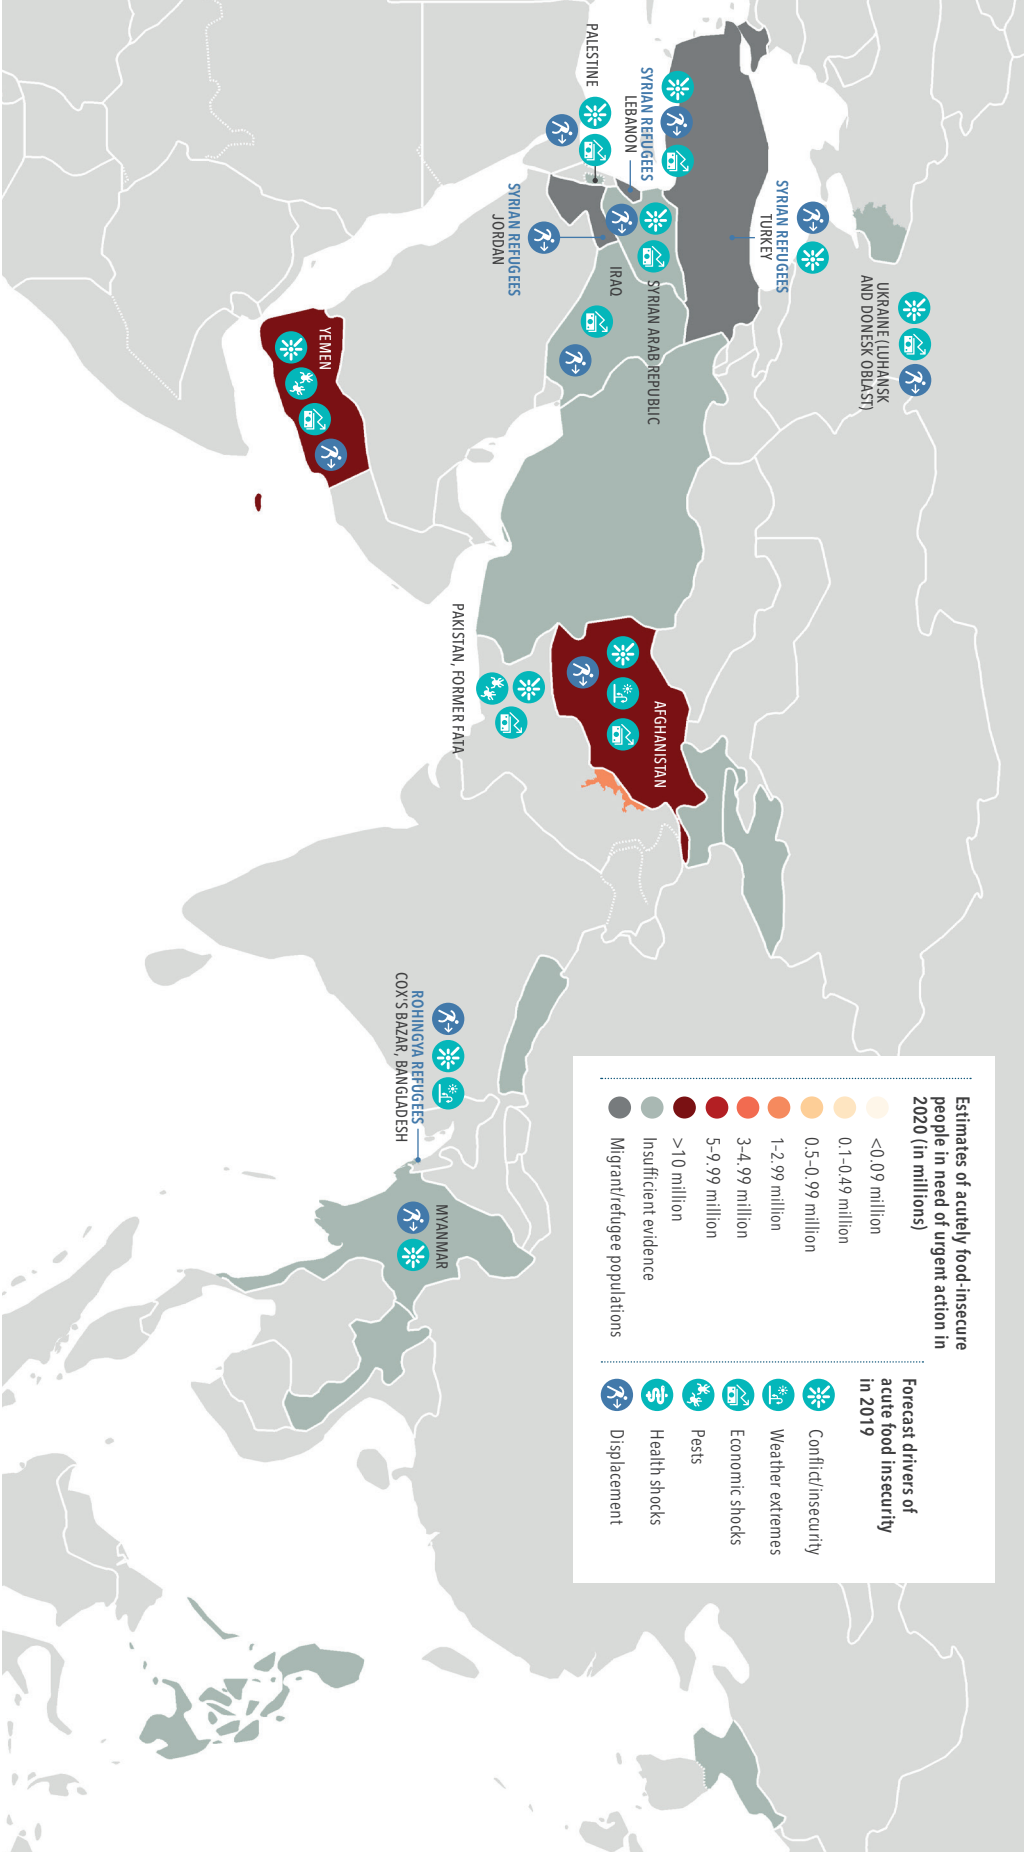 UKRAINE (LUHANSK
AND DONESK OBLAST)
SYRIAN REFUGEES
TURKEY
SYRIAN REFUGEES
LEBANON
PALESTINE
SYRIAN ARAB REPUBLIC
IRAQ
SYRIAN REFUGEES
JORDAN
YEMEN
AFGHANISTAN
PAKISTAN, FORMER FATA
ROHINGYA REFUGEES
COX'S BAZAR, BANGLADESH
MYANMAR
Estimates of acutely food-insecure
people in need of urgent action in
2020 (in millions)
<0.09 million
0.1–0.49 million
0.5–0.99 million
1–2.99 million
3–4.99 million
5–9.99 million
>10 million
Insufficient evidence
Migrant/refugee populations
Forecast drivers of
acute food insecurity
in 2019
Conflict/insecurity
Weather extremes
Economic shocks
Pests
Health shocks
Displacement